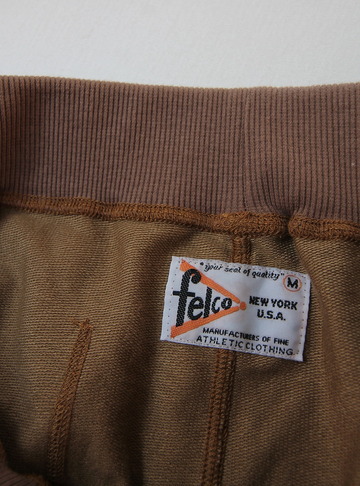 "your seal of quality"
M
felco
NEW YORK
U.S.A.
MANUFACTURERS OF FINE
ATHLETIC CLOTHING